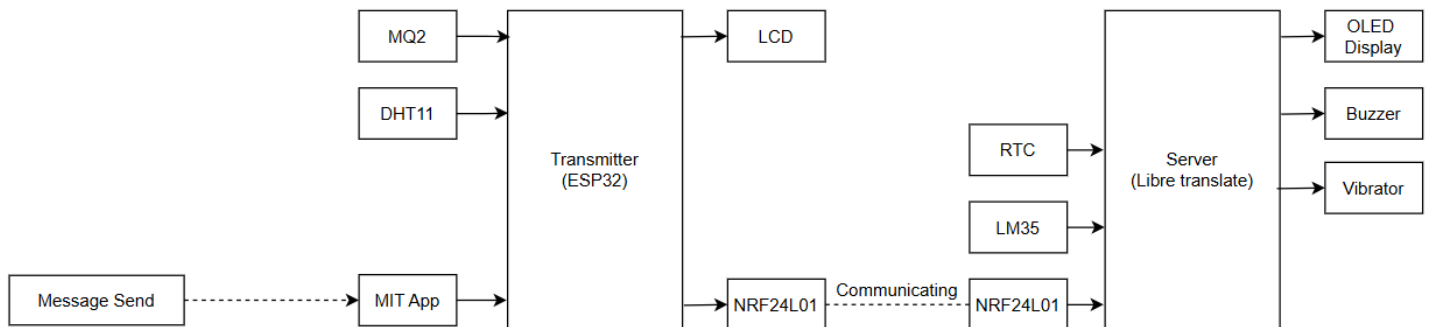 MQ2
LCD
OLED
Display
DHT11
Buzzer
RTC
Transmitter
(ESP32)
Server
(Libre translate)
Vibrator
LM35
Message Send
MIT App
NRF24L01
Communicating
NRF24L01